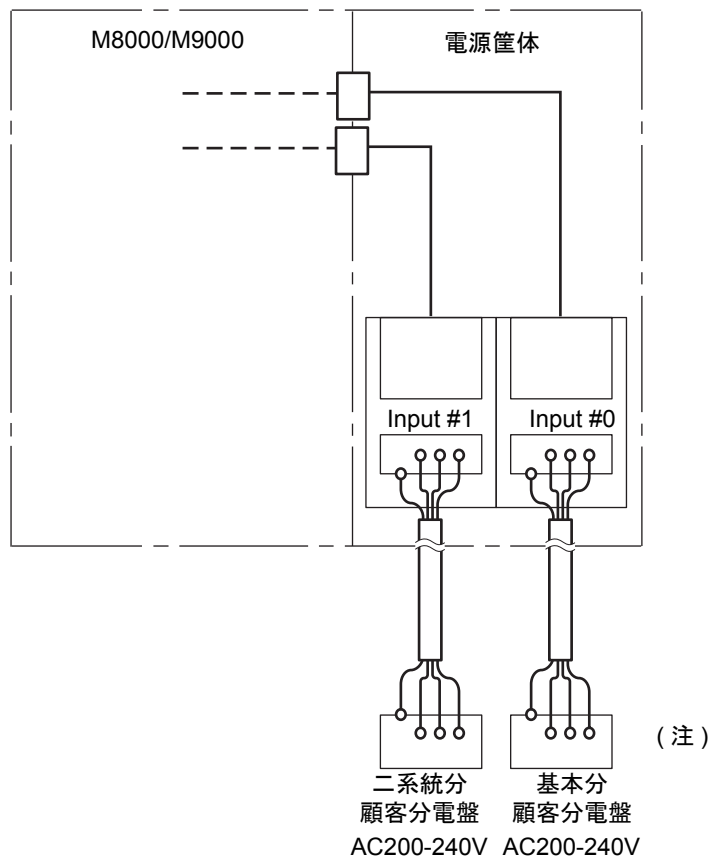 M8000/M9000
電源筐体
Input #1
Input #0
(注)
二系統分
顧客分電盤
AC200-240V
基本分
顧客分電盤
AC200-240V